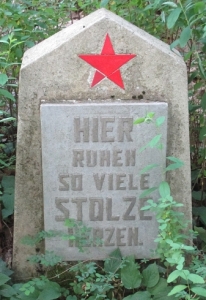 HIER
RUHEN
SO VIELE
STOLZE
HERZEN.